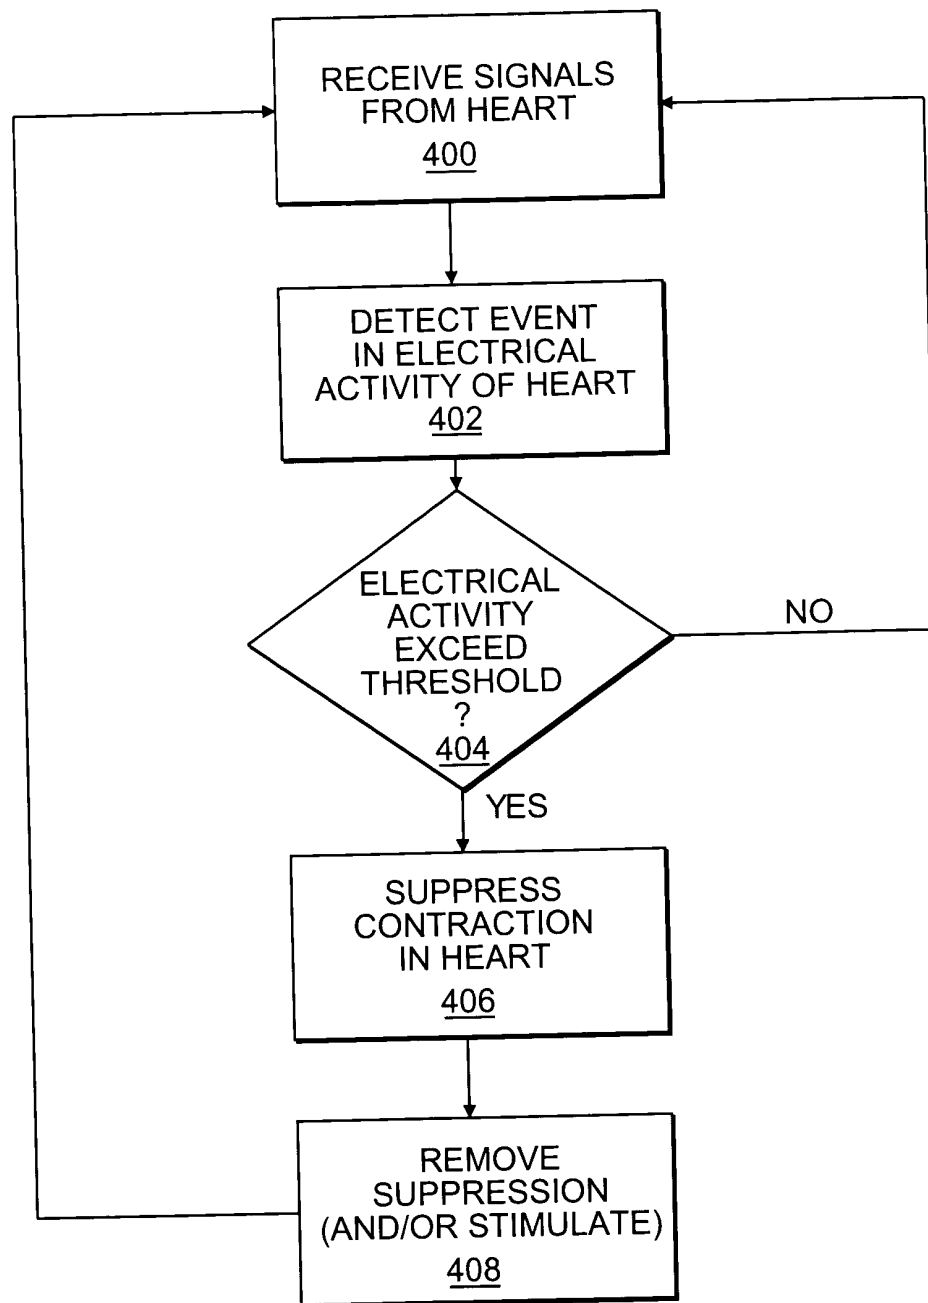 RECEIVE SIGNALS
FROM HEART
400
DETECT EVENT
IN ELECTRICAL
ACTIVITY OF HEART
402
ELECTRICAL
ACTIVITY
EXCEED
THRESHOLD
?
404
NO
YES
SUPPRESS
CONTRACTION
IN HEART
406
REMOVE
SUPPRESSION
(AND/OR STIMULATE)
408